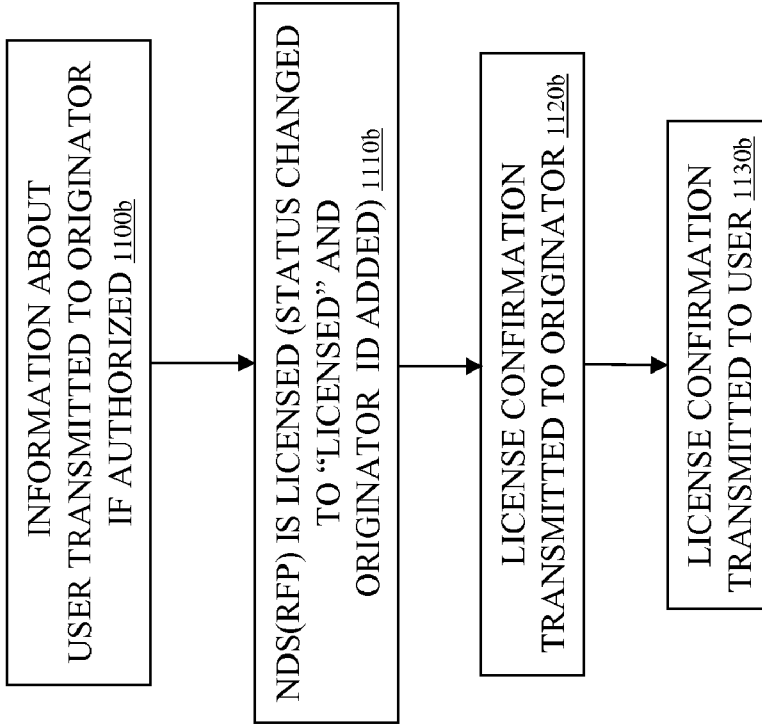 INFORMATION ABOUT
USER TRANSMITTED TO ORIGINATOR
IF AUTHORIZED 1100b
NDS(RFP) IS LICENSED (STATUS CHANGED
TO “LICENSED” AND
ORIGINATOR ID ADDED) 1110b
LICENSE CONFIRMATION
TRANSMITTED TO ORIGINATOR 1120b
LICENSE CONFIRMATION
TRANSMITTED TO USER 1130b